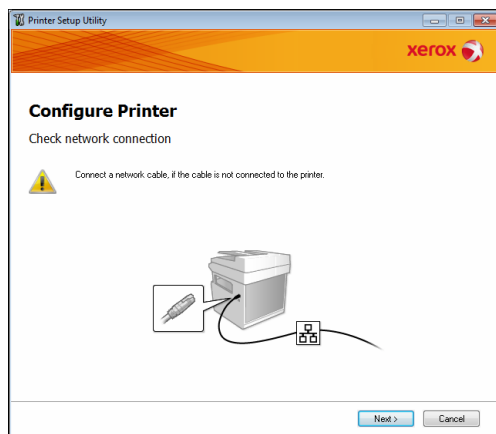 Printer Setup Utility
xerox
Configure Printer
Check network connection
Connect a network cable, if the cable is not connected to the printer.
Next >
Cancel